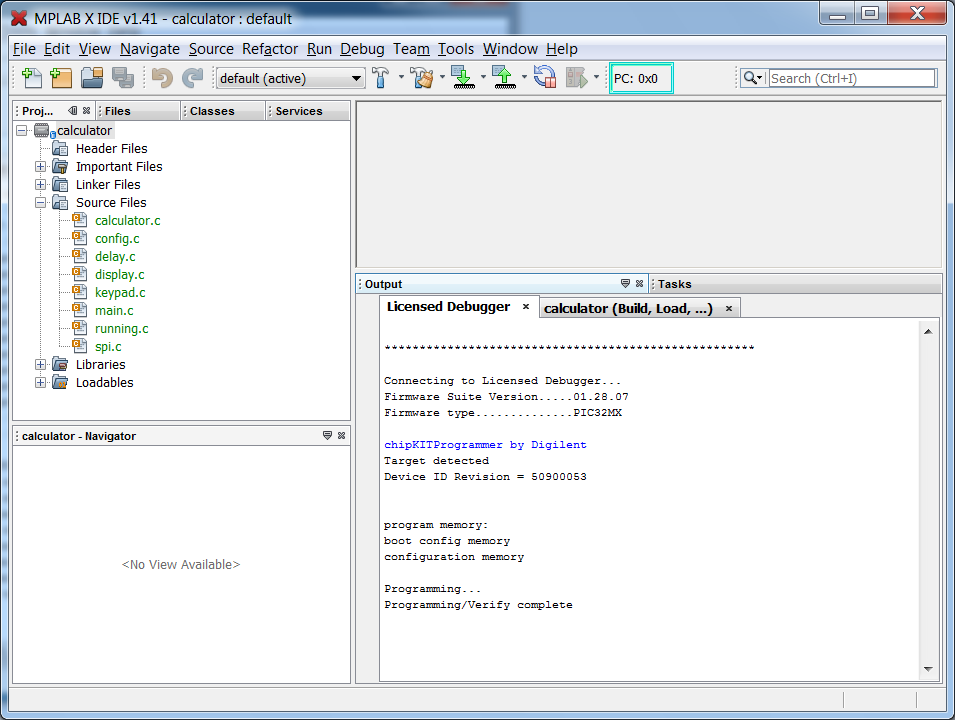 MPLAB X IDE v1.41 - calculator : default
File Edit View Navigate Source Refactor Run Debug Team Tools Window Help
default (active) PC: 0x0 Search (Ctrl+I)
Proj... Files Classes Services
calculator
Header Files
Important Files
Linker Files
Source Files
calculator.c
config.c
delay.c
display.c
keypad.c
main.c
running.c
spi.c
Libraries
Loadables
calculator - Navigator
<No View Available>
Output Tasks
Licensed Debugger calculator (Build, Load, ...)
*****************************************************
Connecting to Licensed Debugger...
Firmware Suite Version.....01.28.07
Firmware type..............PIC32MX
chipKITProgrammer by Digilent
Target detected
Device ID Revision = 50900053
program memory:
boot config memory
configuration memory
Programming...
Programming/Verify complete